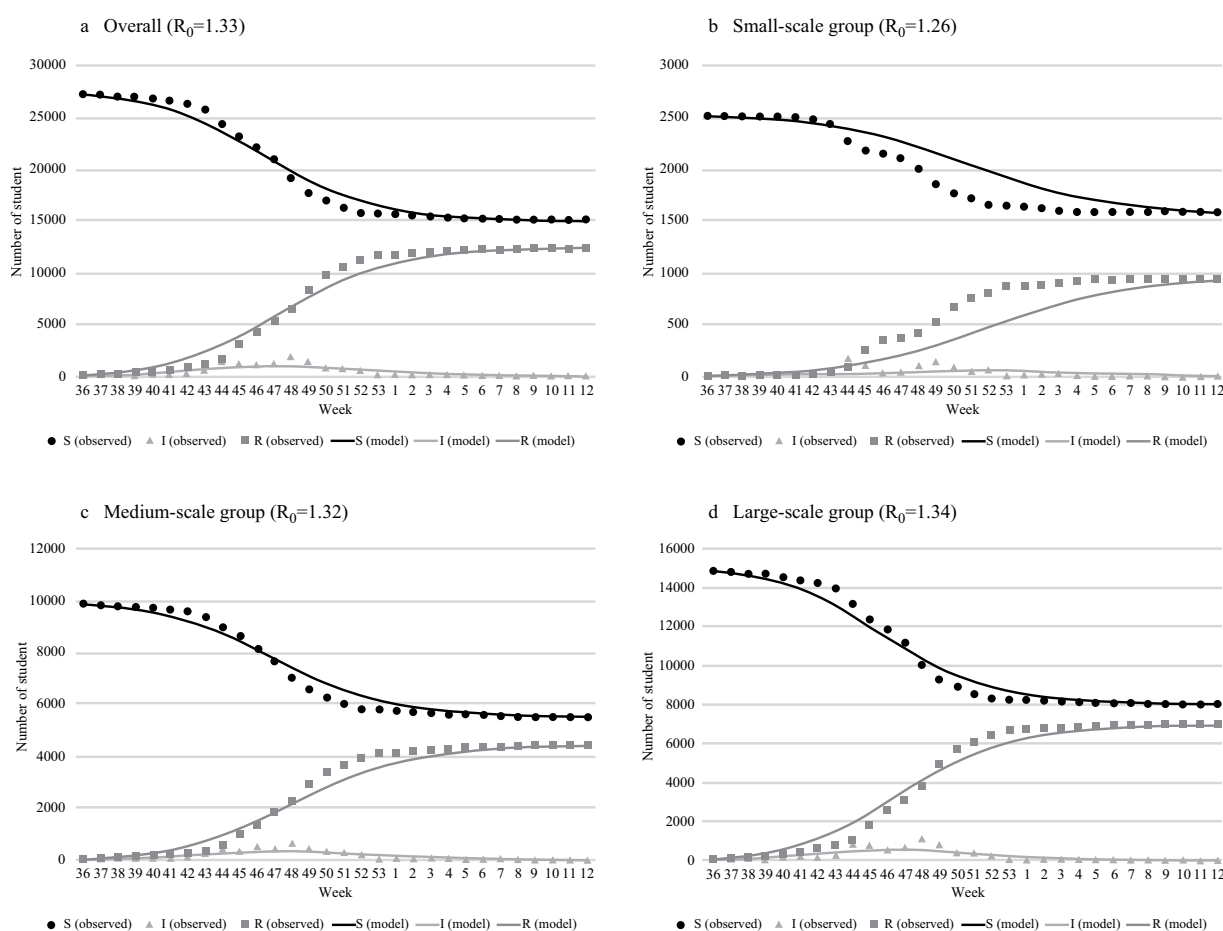 a Overall (R0=1.33)
30000
25000
20000
15000
10000
5000
0
Number of student
36 37 38 39 40 41 42 43 44 45 46 47 48 49 50 51 52 53 1 2 3 4 5 6 7 8 9 10 11 12
Week
S (observed) I (observed) R (observed) S (model) I (model) R (model)
b Small-scale group (R0=1.26)
3000
2500
2000
1500
1000
500
0
Number of student
36 37 38 39 40 41 42 43 44 45 46 47 48 49 50 51 52 53 1 2 3 4 5 6 7 8 9 10 11 12
Week
S (observed) I (observed) R (observed) S (model) I (model) R (model)
c Medium-scale group (R0=1.32)
12000
10000
8000
6000
4000
2000
0
Number of student
36 37 38 39 40 41 42 43 44 45 46 47 48 49 50 51 52 53 1 2 3 4 5 6 7 8 9 10 11 12
Week
S (observed) I (observed) R (observed) S (model) I (model) R (model)
d Large-scale group (R0=1.34)
16000
14000
12000
10000
8000
6000
4000
2000
0
Number of student
36 37 38 39 40 41 42 43 44 45 46 47 48 49 50 51 52 53 1 2 3 4 5 6 7 8 9 10 11 12
Week
S (observed) I (observed) R (observed) S (model) I (model) R (model)